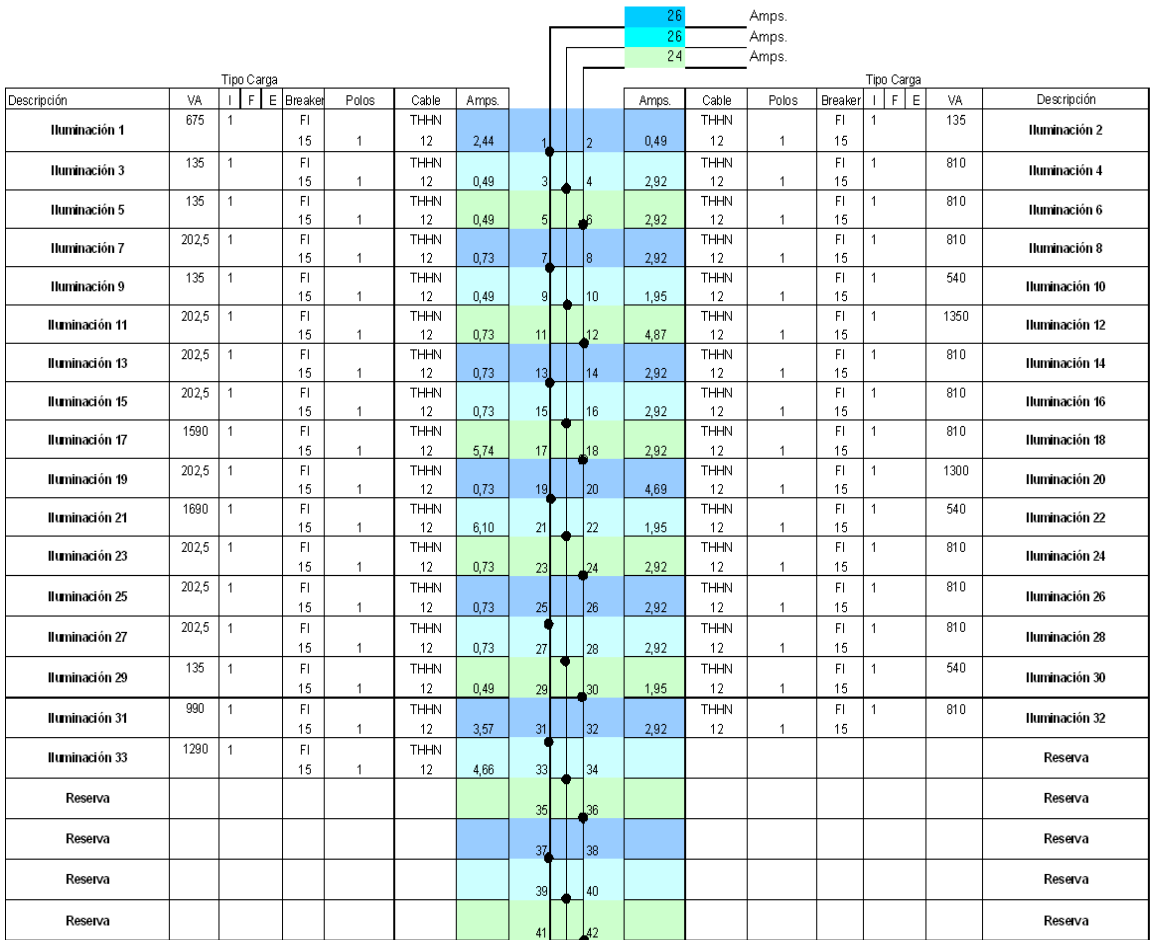 26 Amps.
26 Amps.
24 Amps.
Tipo Carga Tipo Carga
Descripción VA I F E Breaker Polos Cable Amps. Amps. Cable Polos Breaker I F E VA Descripción
Iluminación 1 675 1 FI 15 1 THHN 12 2,44 1 2 0,49 THHN 12 1 FI 15 1 135 Iluminación 2
Iluminación 3 135 1 FI 15 1 THHN 12 0,49 3 4 2,92 THHN 12 1 FI 15 1 810 Iluminación 4
Iluminación 5 135 1 FI 15 1 THHN 12 0,49 5 6 2,92 THHN 12 1 FI 15 1 810 Iluminación 6
Iluminación 7 202,5 1 FI 15 1 THHN 12 0,73 7 8 2,92 THHN 12 1 FI 15 1 810 Iluminación 8
Iluminación 9 135 1 FI 15 1 THHN 12 0,49 9 10 1,95 THHN 12 1 FI 15 1 540 Iluminación 10
Iluminación 11 202,5 1 FI 15 1 THHN 12 0,73 11 12 4,87 THHN 12 1 FI 15 1 1350 Iluminación 12
Iluminación 13 202,5 1 FI 15 1 THHN 12 0,73 13 14 2,92 THHN 12 1 FI 15 1 810 Iluminación 14
Iluminación 15 202,5 1 FI 15 1 THHN 12 0,73 15 16 2,92 THHN 12 1 FI 15 1 810 Iluminación 16
Iluminación 17 1590 1 FI 15 1 THHN 12 5,74 17 18 2,92 THHN 12 1 FI 15 1 810 Iluminación 18
Iluminación 19 202,5 1 FI 15 1 THHN 12 0,73 19 20 4,69 THHN 12 1 FI 15 1 1300 Iluminación 20
Iluminación 21 1690 1 FI 15 1 THHN 12 6,10 21 22 1,95 THHN 12 1 FI 15 1 540 Iluminación 22
Iluminación 23 202,5 1 FI 15 1 THHN 12 0,73 23 24 2,92 THHN 12 1 FI 15 1 810 Iluminación 24
Iluminación 25 202,5 1 FI 15 1 THHN 12 0,73 25 26 2,92 THHN 12 1 FI 15 1 810 Iluminación 26
Iluminación 27 202,5 1 FI 15 1 THHN 12 0,73 27 28 2,92 THHN 12 1 FI 15 1 810 Iluminación 28
Iluminación 29 135 1 FI 15 1 THHN 12 0,49 29 30 1,95 THHN 12 1 FI 15 1 540 Iluminación 30
Iluminación 31 990 1 FI 15 1 THHN 12 3,57 31 32 2,92 THHN 12 1 FI 15 1 810 Iluminación 32
Iluminación 33 1290 1 FI 15 1 THHN 12 4,66 33 34 Reserva
Reserva 35 36 Reserva
Reserva 37 38 Reserva
Reserva 39 40 Reserva
Reserva 41 42 Reserva